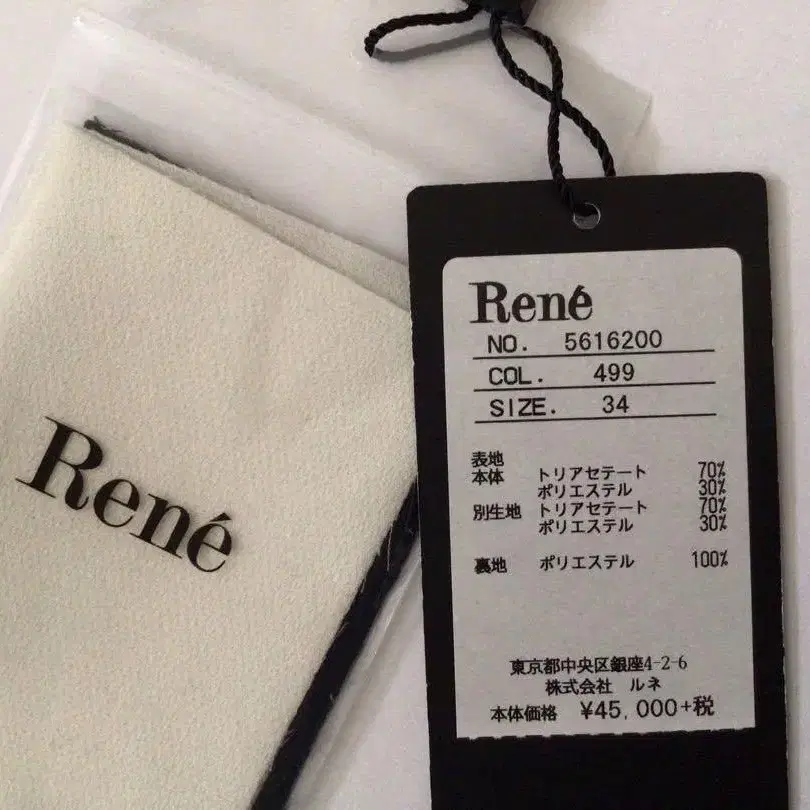 René
René
NO. 5616200
COL. 499
SIZE. 34
表地
本体 トリアセテート 70%
ポリエステル 30%
別生地 トリアセテート 70%
ポリエステル 30%
裏地 ポリエステル 100%
東京都中央区銀座4-2-6
株式会社 ルネ
本体価格 ¥45,000+税